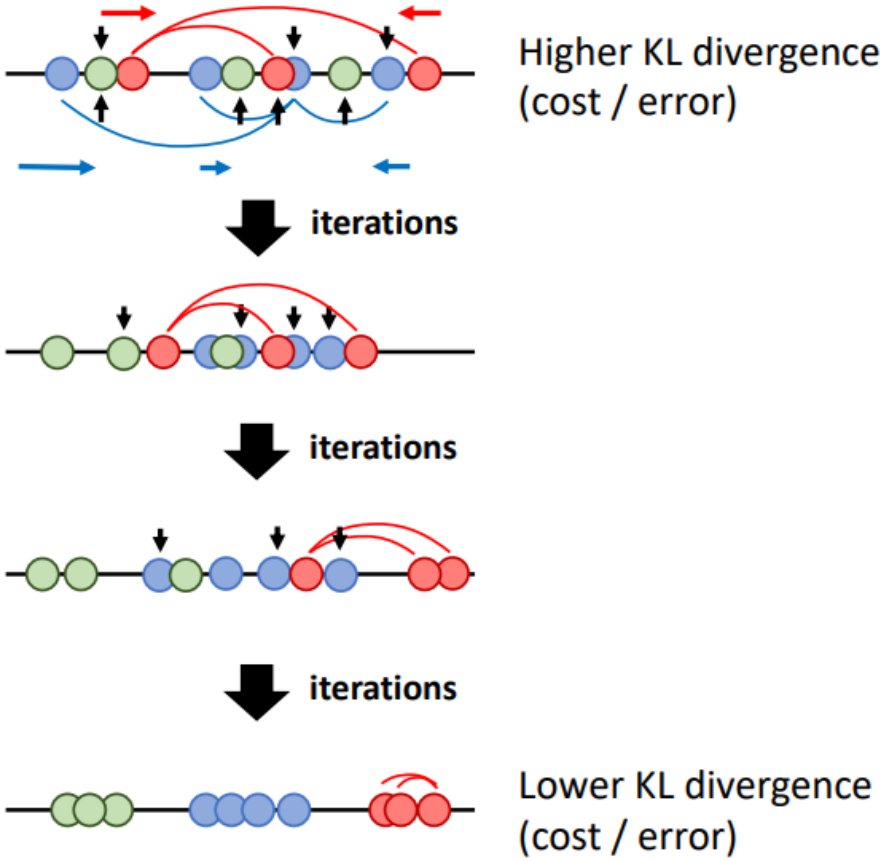 Higher KL divergence
(cost / error)
iterations
iterations
iterations
Lower KL divergence
(cost / error)